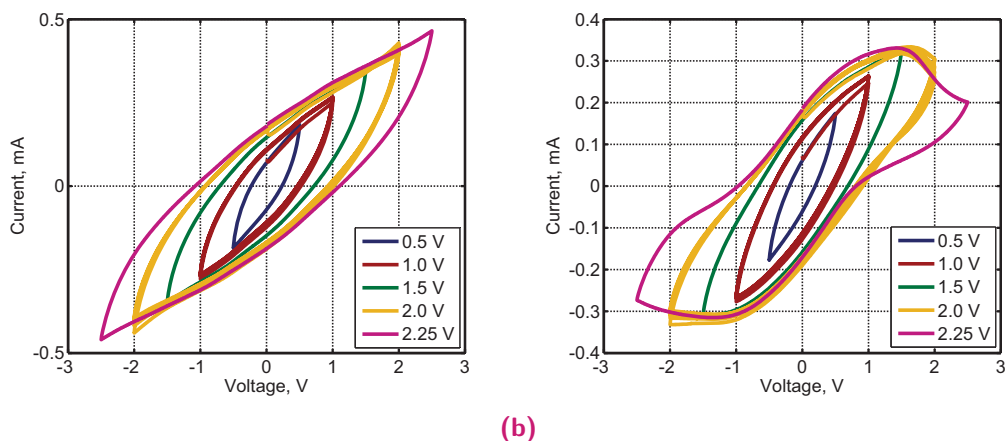 0.5
0
-0.5
Current, mA
-3 -2 -1 0 1 2 3
Voltage, V
0.5 V
1.0 V
1.5 V
2.0 V
2.25 V
0.4
0.3
0.2
0.1
0
-0.1
-0.2
-0.3
-0.4
Current, mA
-3 -2 -1 0 1 2 3
Voltage, V
0.5 V
1.0 V
1.5 V
2.0 V
2.25 V
(b)